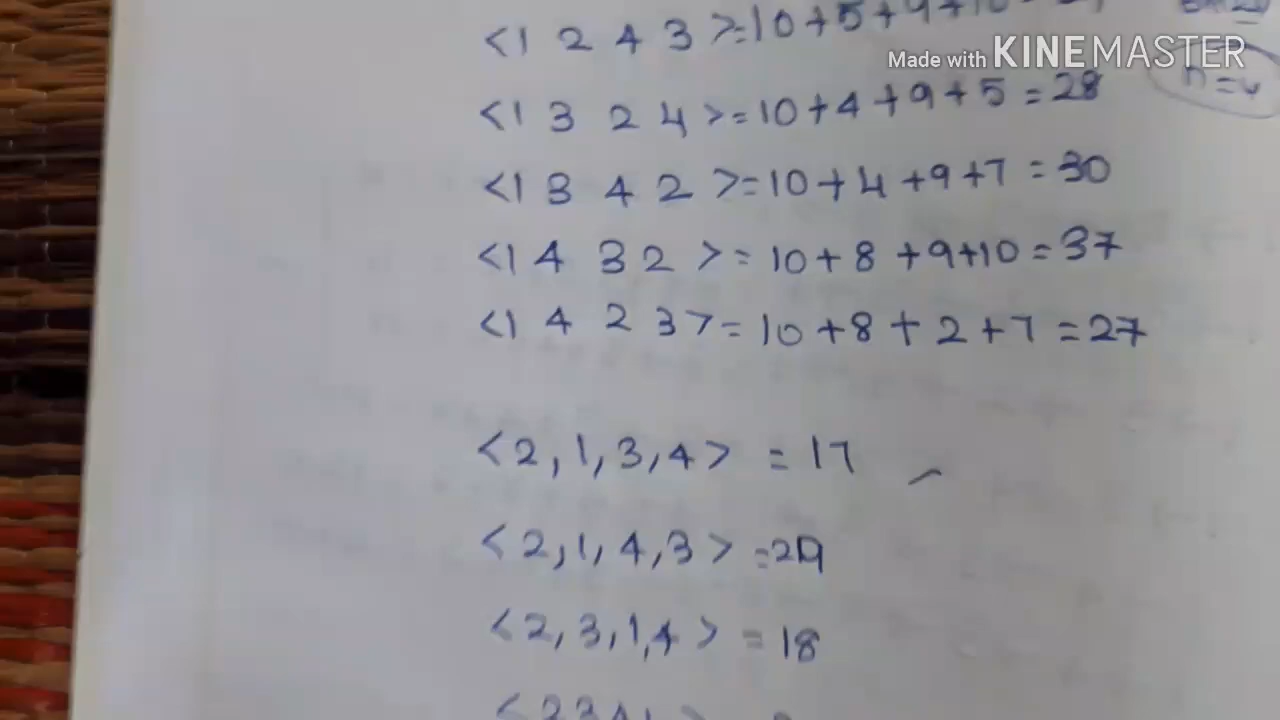 <1 2 4 3 >=10+5+9+10
Made with KINEMASTER
n=4
<1 3 2 4 >=10+4+9+5=28
<1 3 4 2 >=10+4+9+7=30
<1 4 3 2 >= 10+8+9+10=37
<1 4 2 3>= 10+8+2+7=27
<2,1,3,4> = 17
<2,1,4,3> =29
<2,3,1,4> = 18